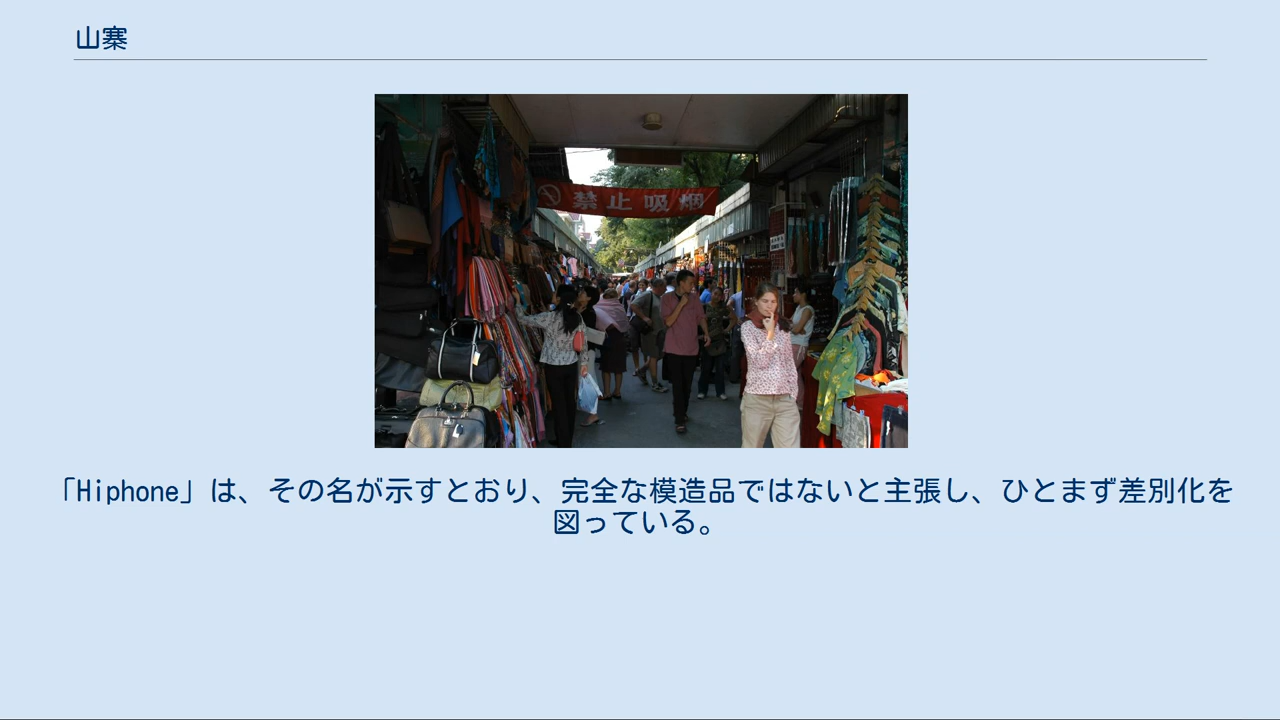 山寨
禁止吸烟
「Hiphone」は、その名が示すとおり、完全な模造品ではないと主張し、ひとまず差別化を
図っている。